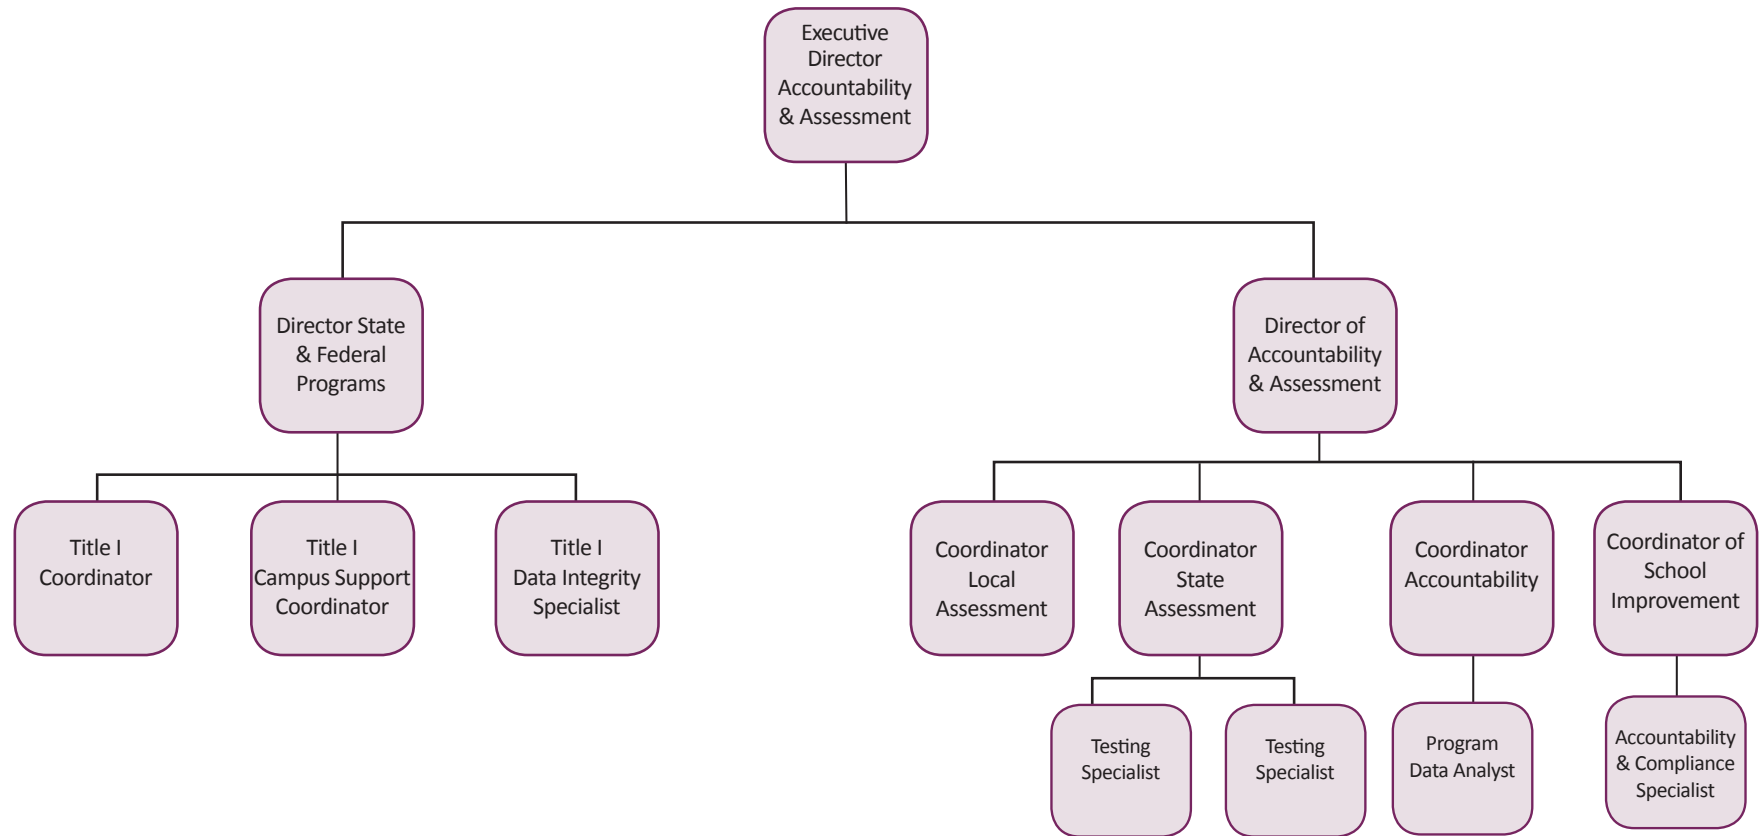 Executive
Director
Accountability
& Assessment
Director State
& Federal
Programs
Director of
Accountability
& Assessment
Title I
Coordinator
Title I
Campus Support
Coordinator
Title I
Data Integrity
Specialist
Coordinator
Local
Assessment
Coordinator
State
Assessment
Coordinator
Accountability
Coordinator of
School
Improvement
Testing
Specialist
Testing
Specialist
Program
Data Analyst
Accountability
& Compliance
Specialist